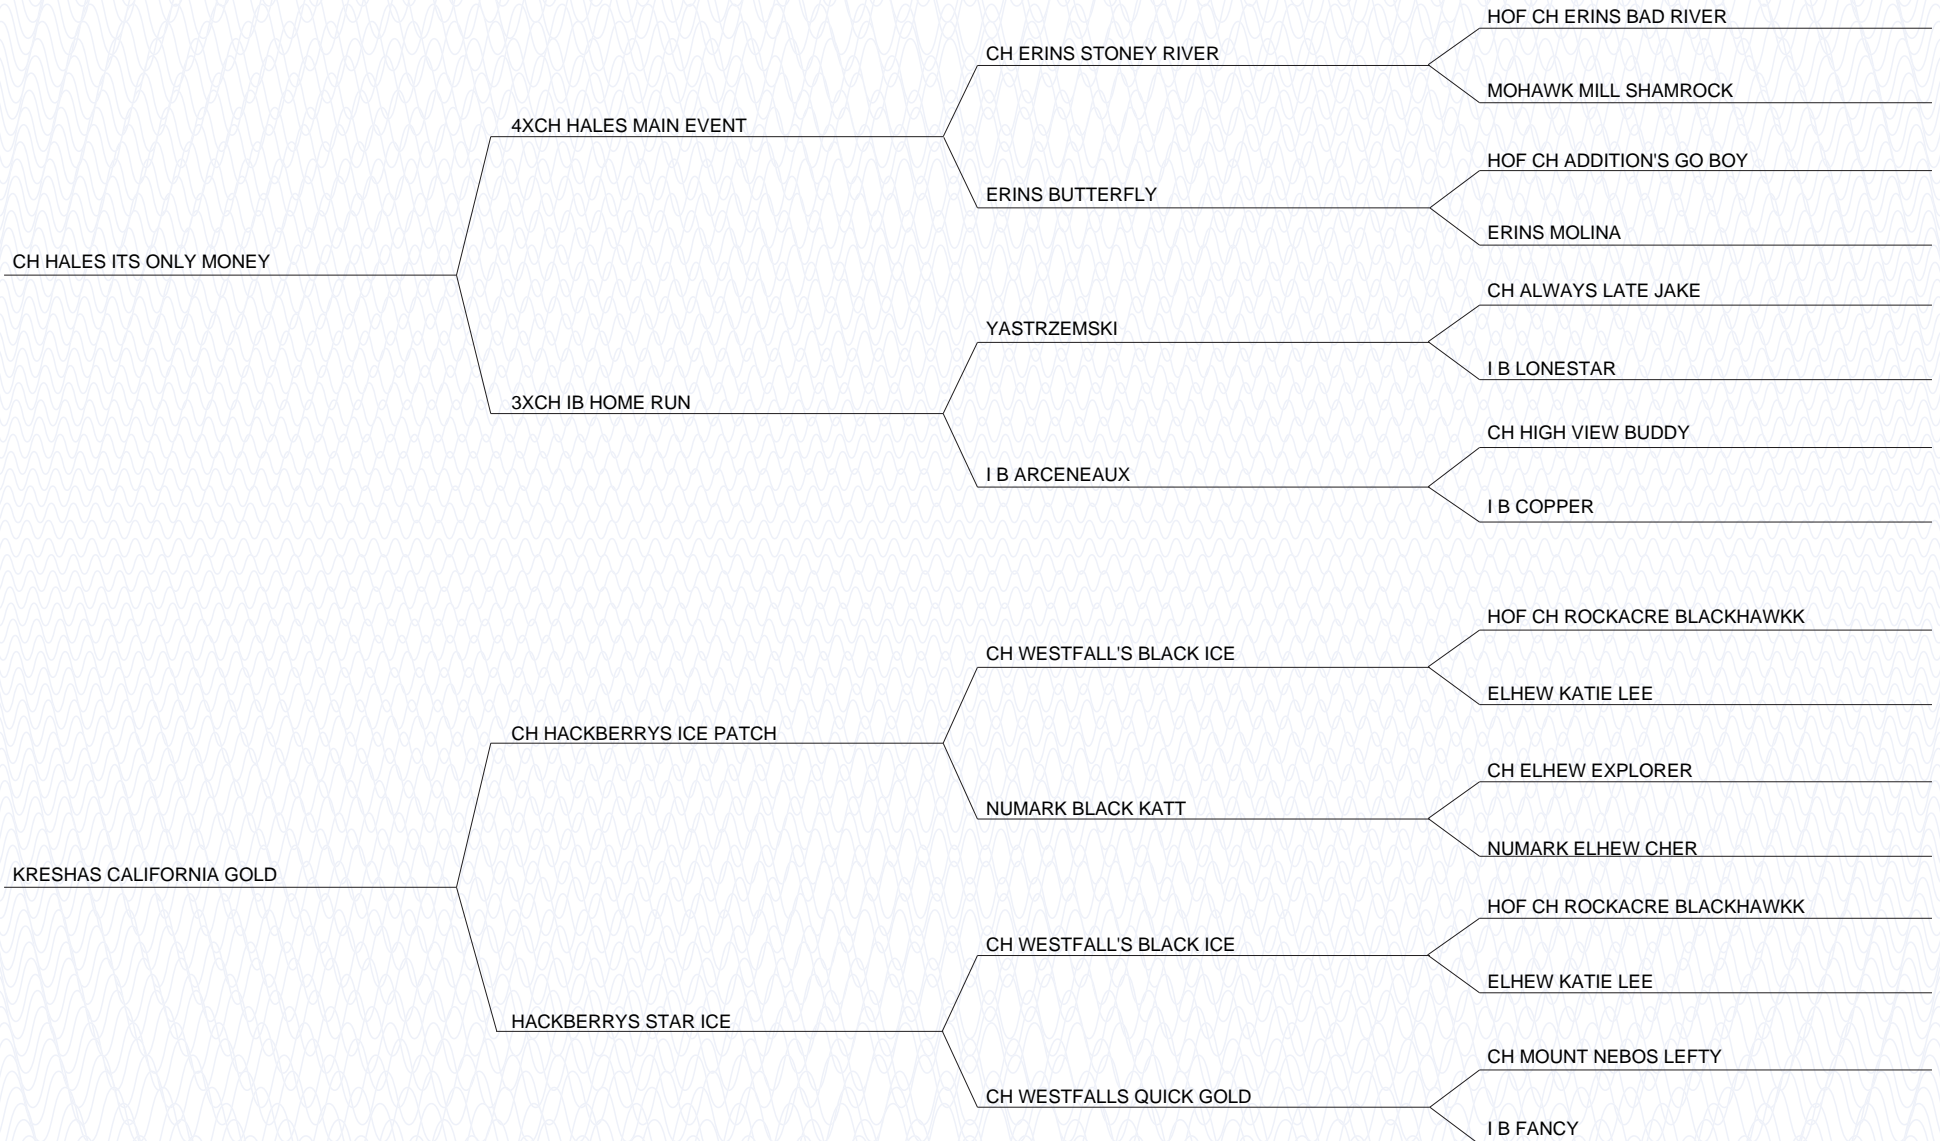 CH HALES ITS ONLY MONEY
4XCH HALES MAIN EVENT
CH ERINS STONEY RIVER
HOF CH ERINS BAD RIVER
MOHAWK MILL SHAMROCK
ERINS BUTTERFLY
HOF CH ADDITION'S GO BOY
ERINS MOLINA
3XCH IB HOME RUN
YASTRZEMSKI
CH ALWAYS LATE JAKE
I B LONESTAR
I B ARCENEAUX
CH HIGH VIEW BUDDY
I B COPPER
KRESHAS CALIFORNIA GOLD
CH HACKBERRYS ICE PATCH
CH WESTFALL'S BLACK ICE
HOF CH ROCKACRE BLACKHAWKK
ELHEW KATIE LEE
NUMARK BLACK KATT
CH ELHEW EXPLORER
NUMARK ELHEW CHER
HACKBERRYS STAR ICE
CH WESTFALL'S BLACK ICE
HOF CH ROCKACRE BLACKHAWKK
ELHEW KATIE LEE
CH WESTFALLS QUICK GOLD
CH MOUNT NEBOS LEFTY
I B FANCY